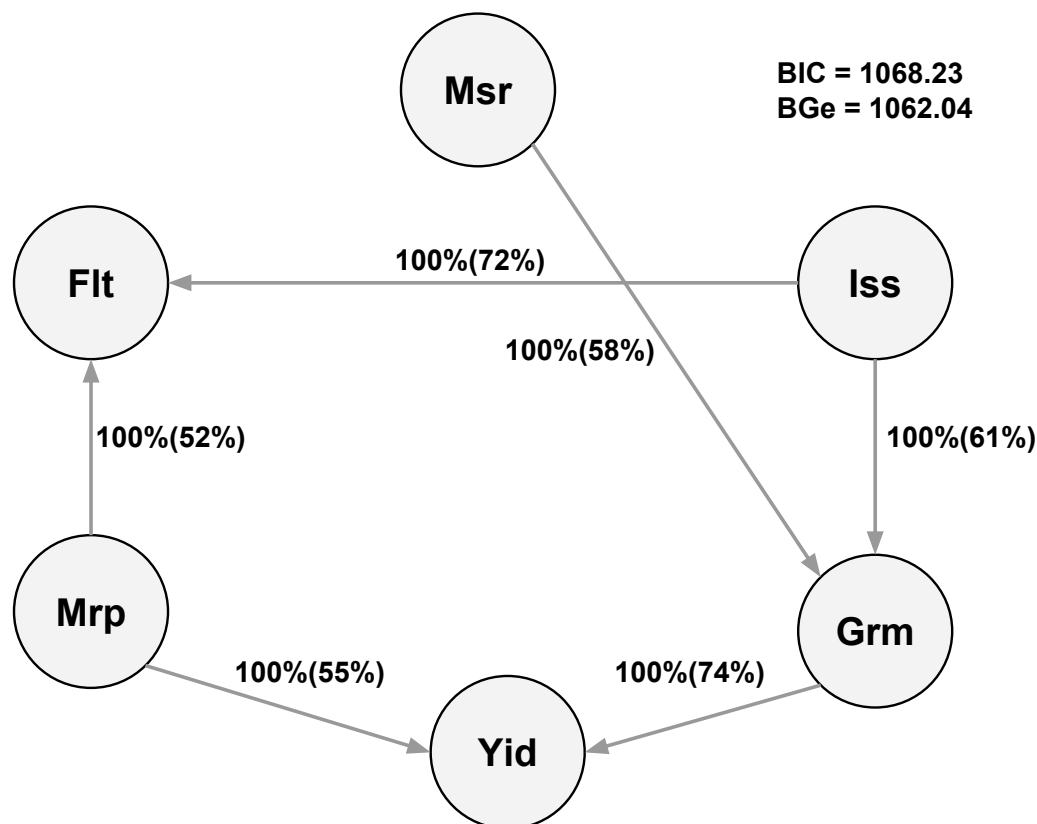 Msr
BIC = 1068.23
BGe = 1062.04
Flt
100%(72%)
Iss
100%(58%)
100%(52%)
100%(61%)
Mrp
Grm
100%(55%)
100%(74%)
Yid